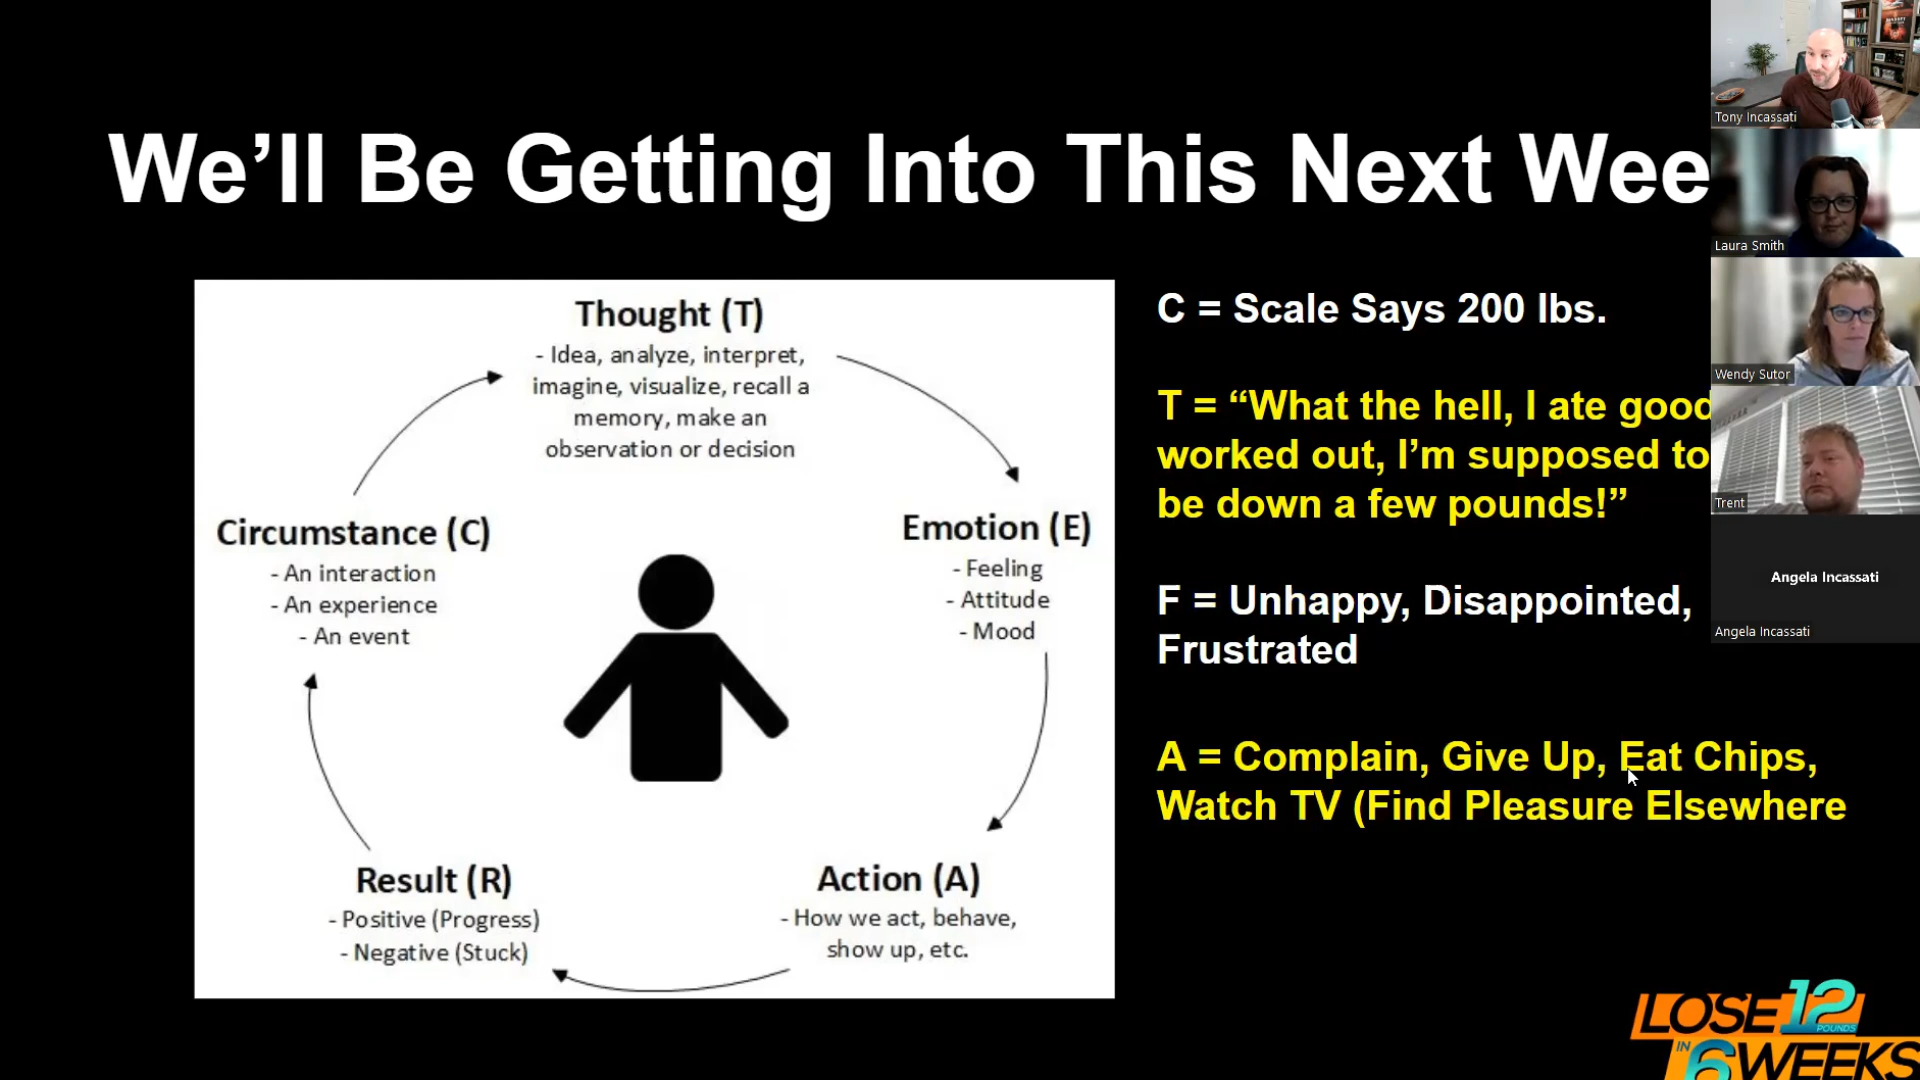 We’ll Be Getting Into This Next Wee
Thought (T)
- Idea, analyze, interpret,
imagine, visualize, recall a
memory, make an
observation or decision
Circumstance (C)
- An interaction
- An experience
- An event
Emotion (E)
- Feeling
- Attitude
- Mood
Result (R)
- Positive (Progress)
- Negative (Stuck)
Action (A)
- How we act, behave,
show up, etc.
C = Scale Says 200 lbs.
T = “What the hell, I ate good
worked out, I’m supposed to
be down a few pounds!”
F = Unhappy, Disappointed,
Frustrated
A = Complain, Give Up, Eat Chips,
Watch TV (Find Pleasure Elsewhere
Tony Incassati
Laura Smith
Wendy Sutor
Trent
Angela Incassati
Angela Incassati
LOSE 12
POUNDS
IN 6 WEEKS